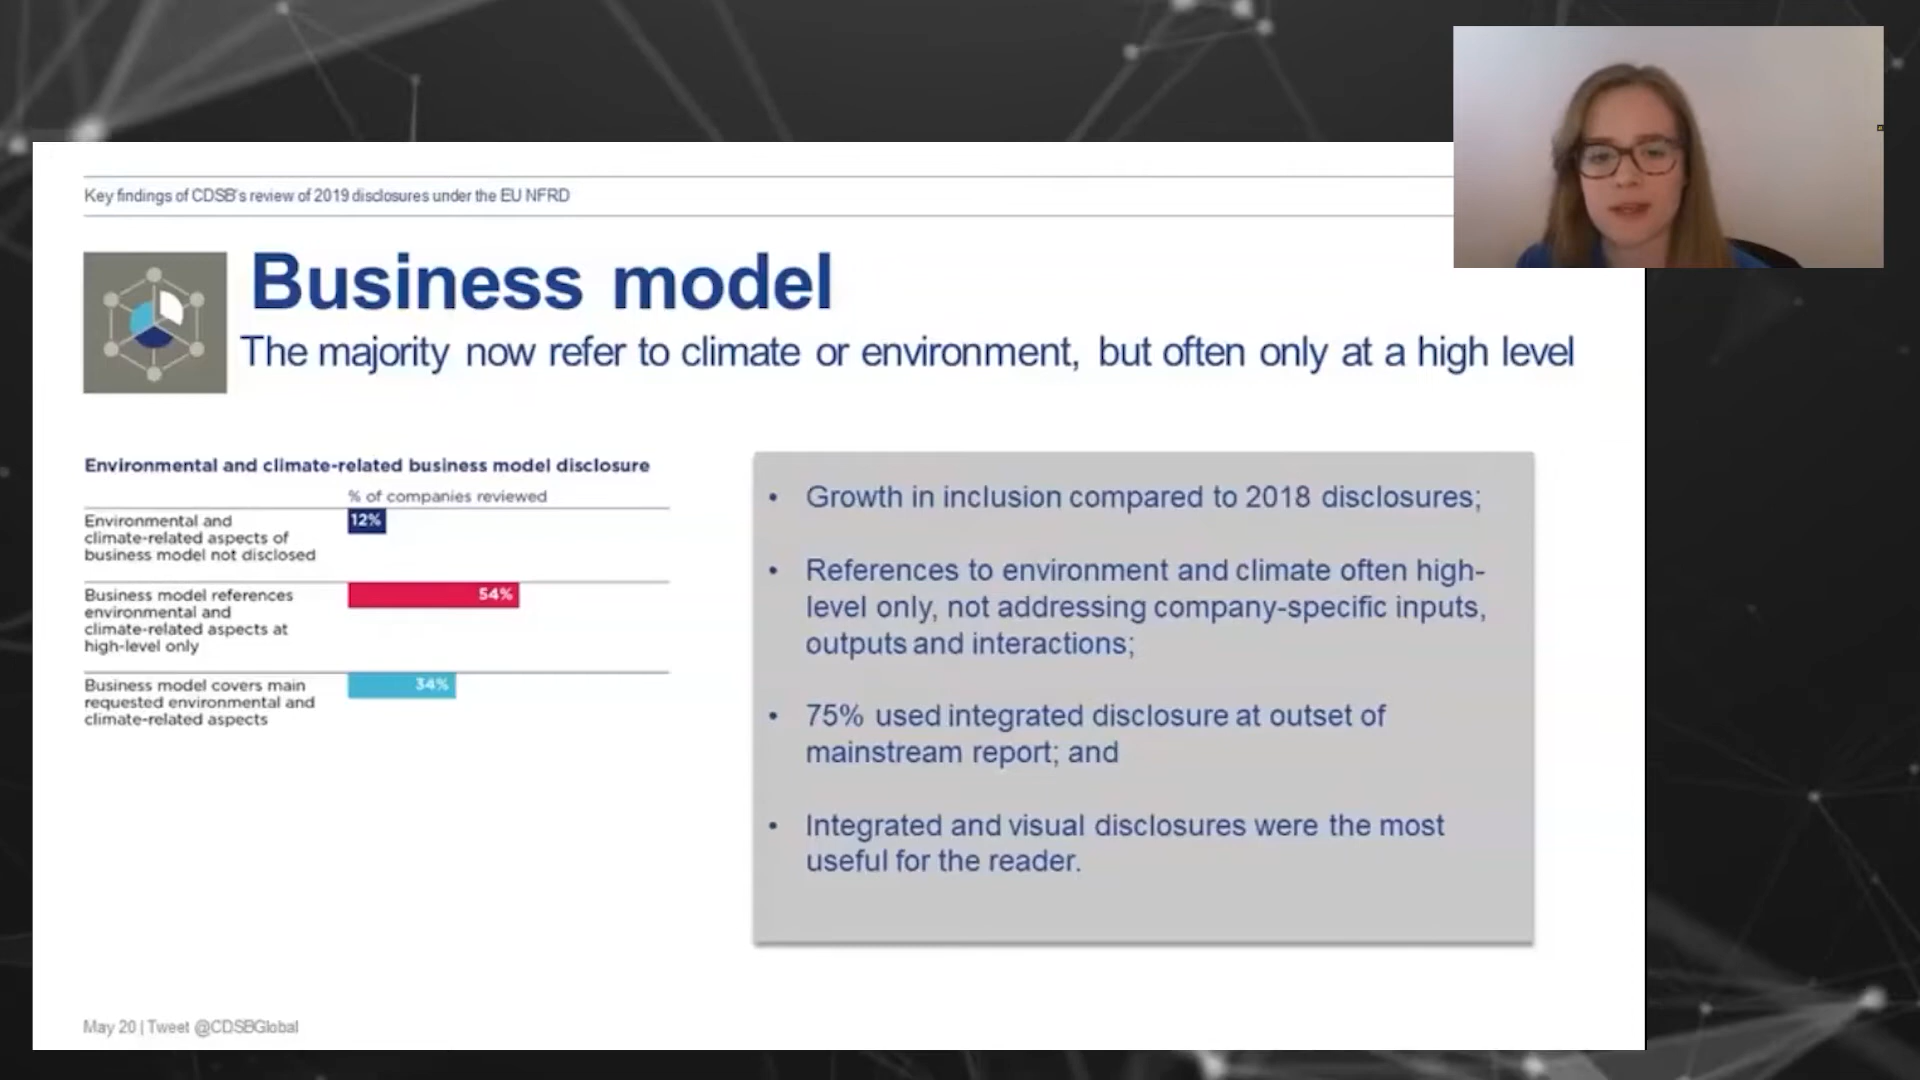 Key findings of CDSB's review of 2019 disclosures under the EU NFRD
Business model
The majority now refer to climate or environment, but often only at a high level
Environmental and climate-related business model disclosure
% of companies reviewed
Environmental and
climate-related aspects of
business model not disclosed
12%
Business model references
environmental and
climate-related aspects at
high-level only
54%
Business model covers main
requested environmental and
climate-related aspects
34%
• Growth in inclusion compared to 2018 disclosures;
• References to environment and climate often high-
level only, not addressing company-specific inputs,
outputs and interactions;
• 75% used integrated disclosure at outset of
mainstream report; and
• Integrated and visual disclosures were the most
useful for the reader.
May 20 | Tweet @CDSBGlobal